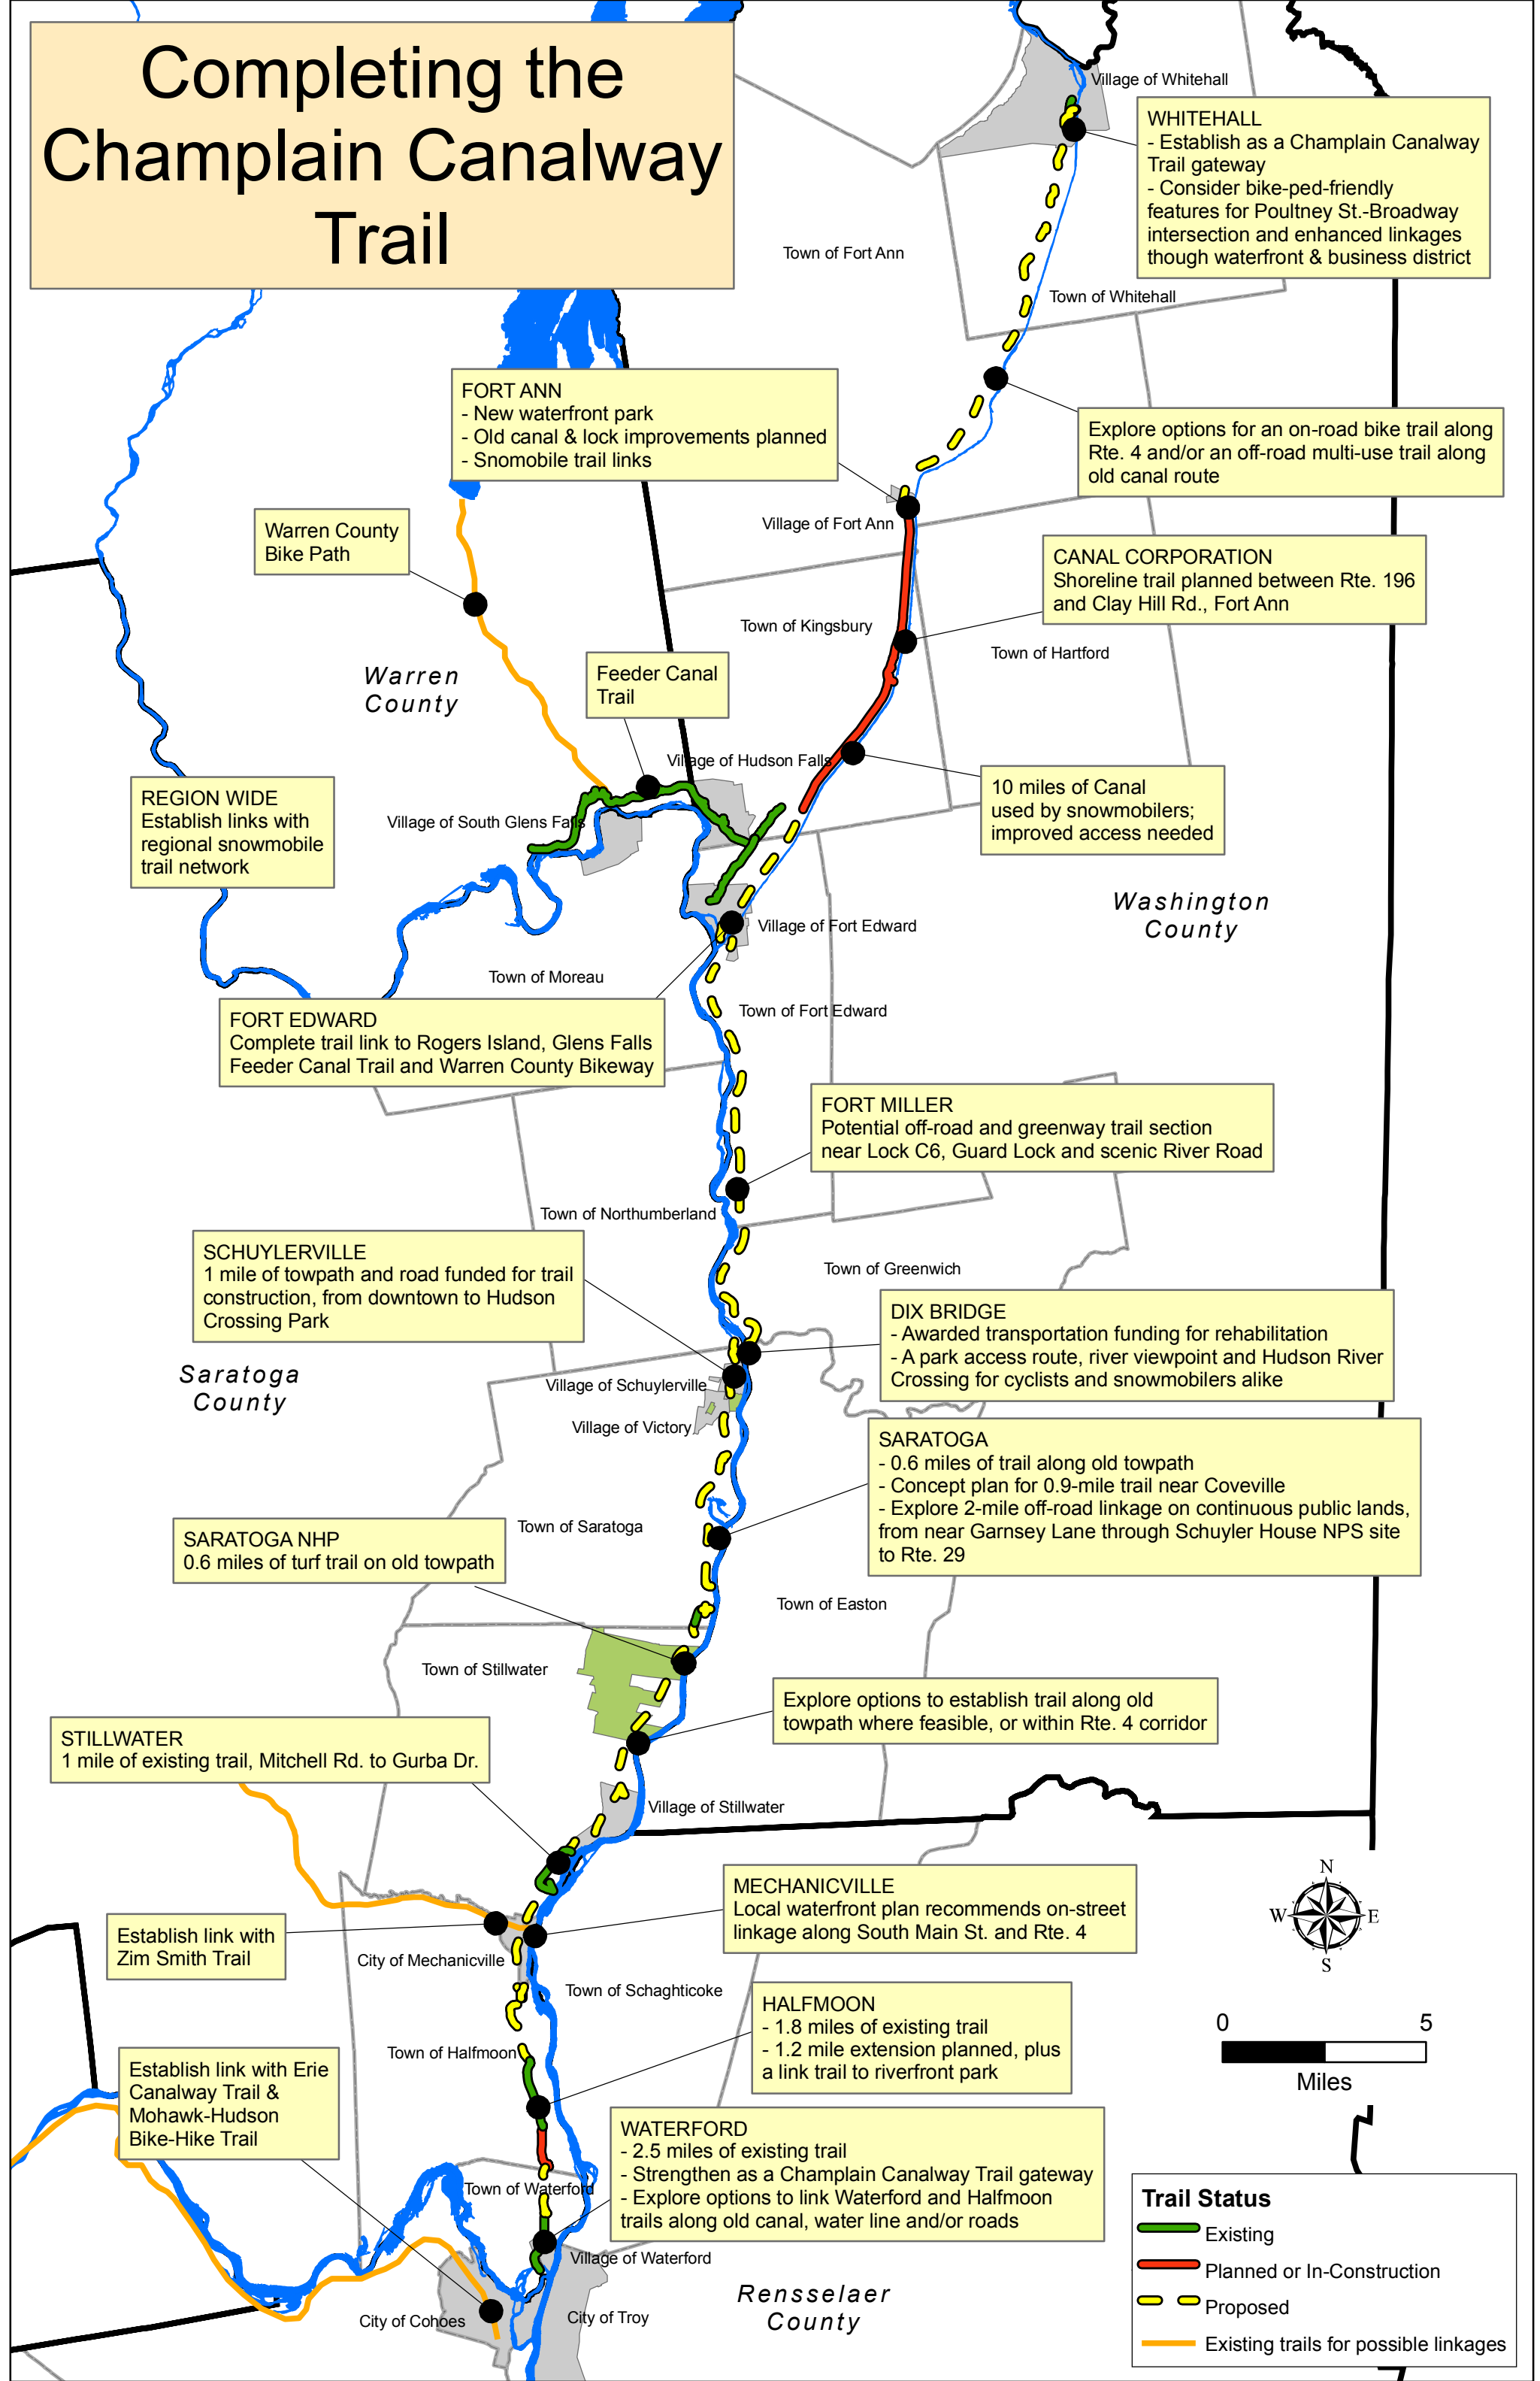 Completing the
Champlain Canalway
Trail
Village of Whitehall
WHITEHALL
- Establish as a Champlain Canalway
Trail gateway
- Consider bike-ped-friendly
features for Poultney St.-Broadway
intersection and enhanced linkages
though waterfront & business district
Town of Fort Ann
Town of Whitehall
FORT ANN
- New waterfront park
- Old canal & lock improvements planned
- Snomobile trail links
Explore options for an on-road bike trail along
Rte. 4 and/or an off-road multi-use trail along
old canal route
Warren County
Bike Path
Village of Fort Ann
CANAL CORPORATION
Shoreline trail planned between Rte. 196
and Clay Hill Rd., Fort Ann
Town of Kingsbury
Town of Hartford
Warren
County
Feeder Canal
Trail
Village of Hudson Falls
REGION WIDE
Establish links with
regional snowmobile
trail network
Village of South Glens Falls
10 miles of Canal
used by snowmobilers;
improved access needed
Washington
County
Village of Fort Edward
Town of Moreau
Town of Fort Edward
FORT EDWARD
Complete trail link to Rogers Island, Glens Falls
Feeder Canal Trail and Warren County Bikeway
FORT MILLER
Potential off-road and greenway trail section
near Lock C6, Guard Lock and scenic River Road
Town of Northumberland
SCHUYLERVILLE
1 mile of towpath and road funded for trail
construction, from downtown to Hudson
Crossing Park
Town of Greenwich
DIX BRIDGE
- Awarded transportation funding for rehabilitation
- A park access route, river viewpoint and Hudson River
Crossing for cyclists and snowmobilers alike
Saratoga
County
Village of Schuylerville
Village of Victory
SARATOGA
- 0.6 miles of trail along old towpath
- Concept plan for 0.9-mile trail near Coveville
- Explore 2-mile off-road linkage on continuous public lands,
from near Garnsey Lane through Schuyler House NPS site
to Rte. 29
SARATOGA NHP
0.6 miles of turf trail on old towpath
Town of Saratoga
Town of Easton
Town of Stillwater
Explore options to establish trail along old
towpath where feasible, or within Rte. 4 corridor
STILLWATER
1 mile of existing trail, Mitchell Rd. to Gurba Dr.
Village of Stillwater
MECHANICVILLE
Local waterfront plan recommends on-street
linkage along South Main St. and Rte. 4
Establish link with
Zim Smith Trail
City of Mechanicville
Town of Schaghticoke
N
W
E
S
HALFMOON
- 1.8 miles of existing trail
- 1.2 mile extension planned, plus
a link trail to riverfront park
0
5
Miles
Town of Halfmoon
Establish link with Erie
Canalway Trail &
Mohawk-Hudson
Bike-Hike Trail
WATERFORD
- 2.5 miles of existing trail
- Strengthen as a Champlain Canalway Trail gateway
- Explore options to link Waterford and Halfmoon
trails along old canal, water line and/or roads
Town of Waterford
Village of Waterford
City of Cohoes
City of Troy
Rensselaer
County
Trail Status
Existing
Planned or In-Construction
Proposed
Existing trails for possible linkages